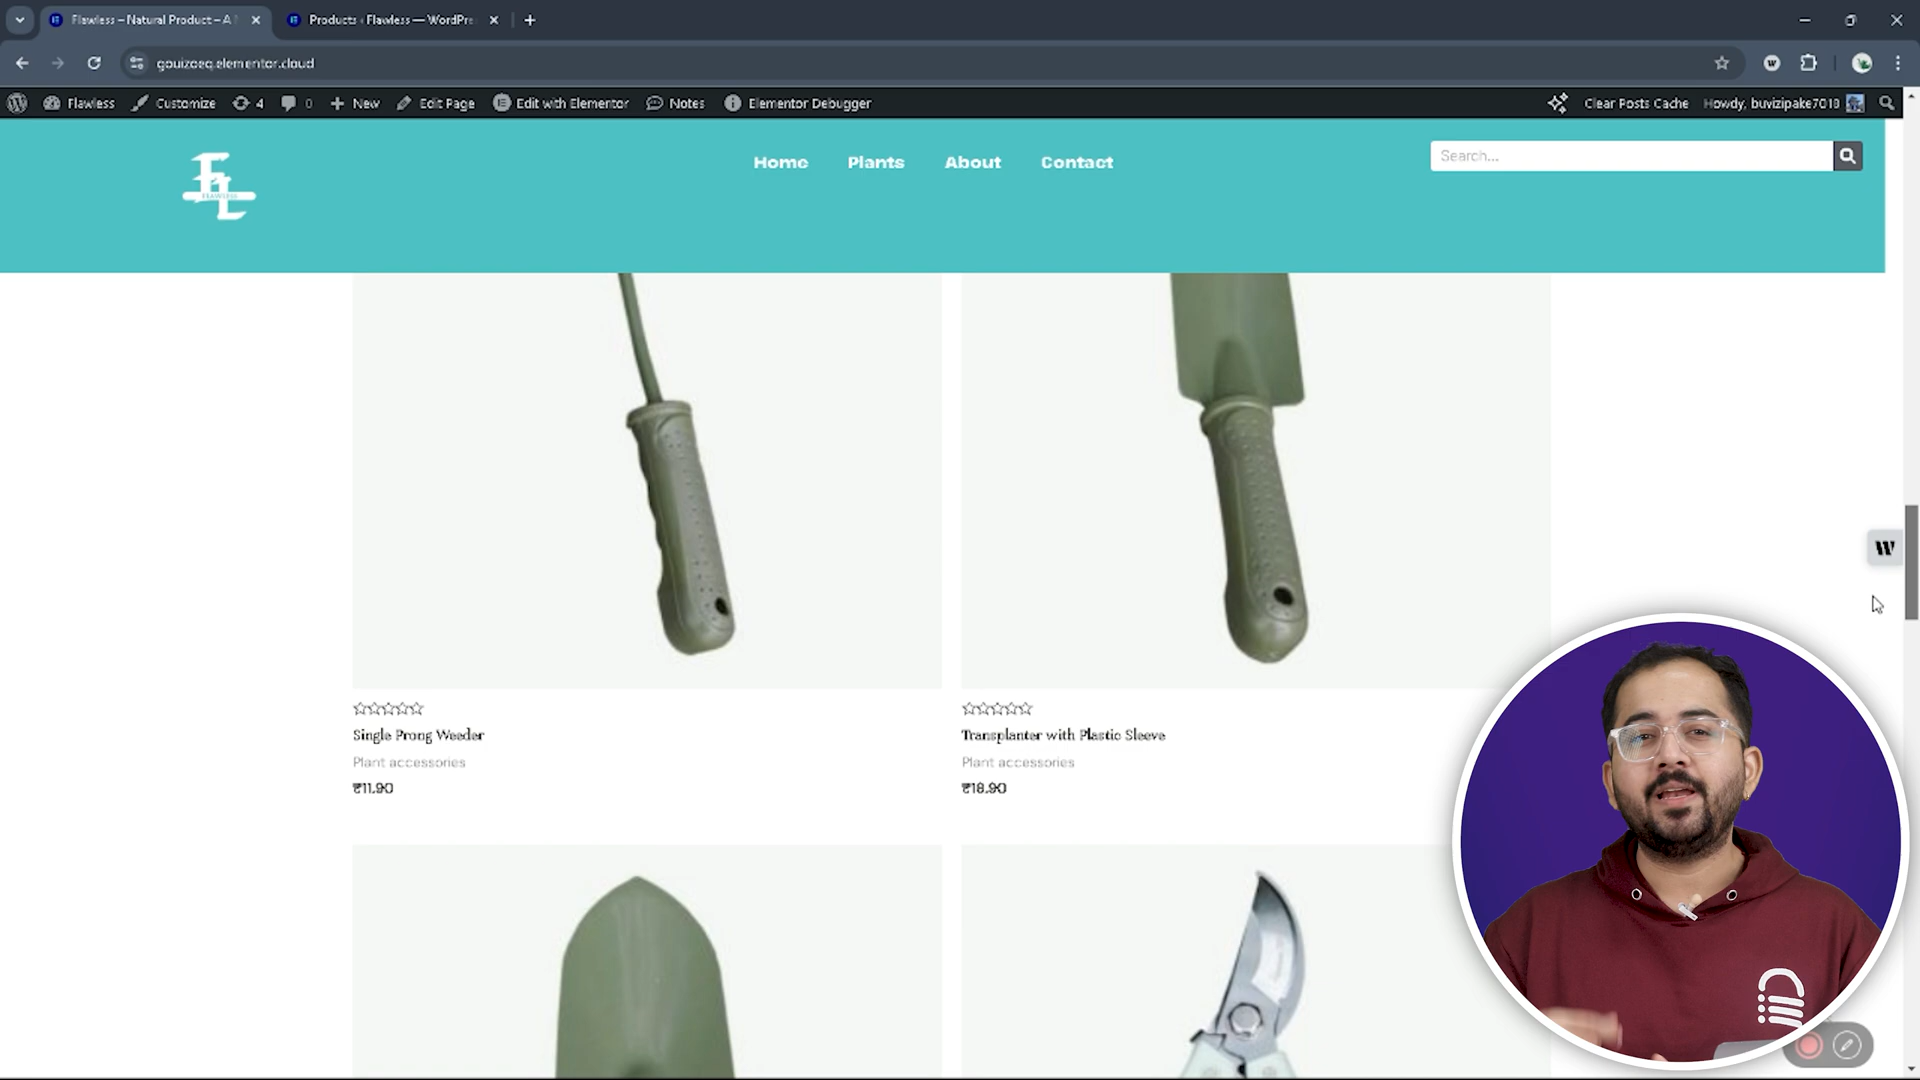 Flawless – Natural Product – A
Products ‹ Flawless — WordPre
gouizoeq.elementor.cloud
Flawless
Customize
4
0
New
Edit Page
Edit with Elementor
Notes
Elementor Debugger
Clear Posts Cache
Howdy, buvizipake7018
FLAWLESS
Home
Plants
About
Contact
Search...
W
Single Prong Weeder
Plant accessories
₹11.90
Transplanter with Plastic Sleeve
Plant accessories
₹18.90